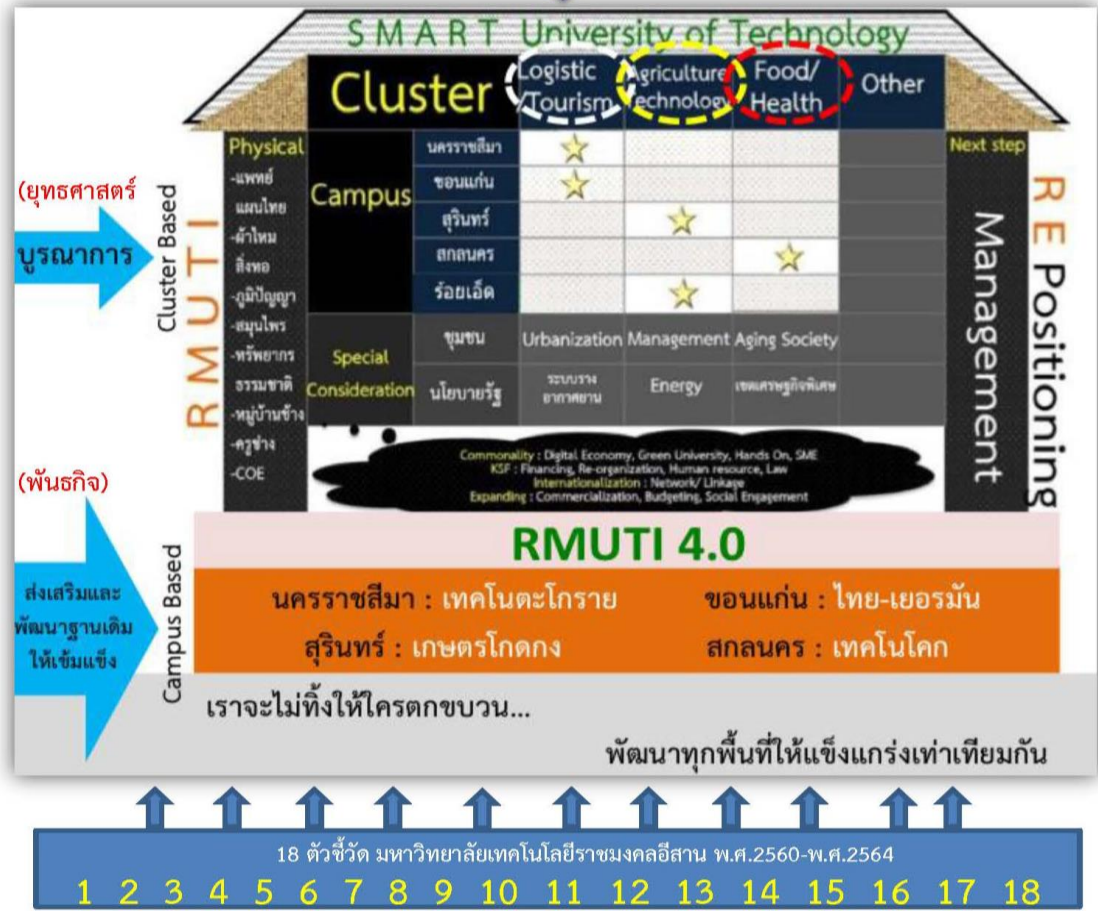 SMART University of Technology
Cluster
Logistic
/Tourism
Agriculture
Technology
Food/
Health
Other
(ยุทธศาสตร์
บูรณาการ
Cluster Based
RMUTI
Physical
-แพทย์
แผนไทย
-ผ้าไหม
สิ่งทอ
-ภูมิปัญญา
-สมุนไพร
-ทรัพยากร
ธรรมชาติ
-หมู่บ้านช้าง
-ครูช่าง
-COE
Campus
นครราชสีมา
ขอนแก่น
สุรินทร์
สกลนคร
ร้อยเอ็ด
Special
Consideration
ชุมชน
Urbanization
Management
Aging Society
นโยบายรัฐ
ระบบราง
อากาศยาน
Energy
เขตเศรษฐกิจพิเศษ
Next step
Management
RE Positioning
Commonality : Digital Economy, Green University, Hands On, SME
KSF : Financing, Re-organization, Human resource, Law
Internationalization : Network/ Linkage
Expanding : Commercialization, Budgeting, Social Engagement
(พันธกิจ)
ส่งเสริมและ
พัฒนาฐานเดิม
ให้เข้มแข็ง
Campus Based
RMUTI 4.0
นครราชสีมา : เทคโนตะโกราย
ขอนแก่น : ไทย-เยอรมัน
สุรินทร์ : เกษตรโกดกง
สกลนคร : เทคโนโคก
เราจะไม่ทิ้งให้ใครตกขบวน...
พัฒนาทุกพื้นที่ให้แข็งแกร่งเท่าเทียมกัน
18 ตัวชี้วัด มหาวิทยาลัยเทคโนโลยีราชมงคลอีสาน พ.ศ.2560-พ.ศ.2564
1 2 3 4 5 6 7 8 9 10 11 12 13 14 15 16 17 18